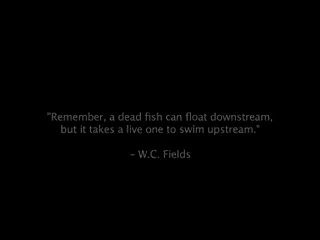 "Remember, a dead fish can float downstream,
but it takes a live one to swim upstream."
– W.C. Fields